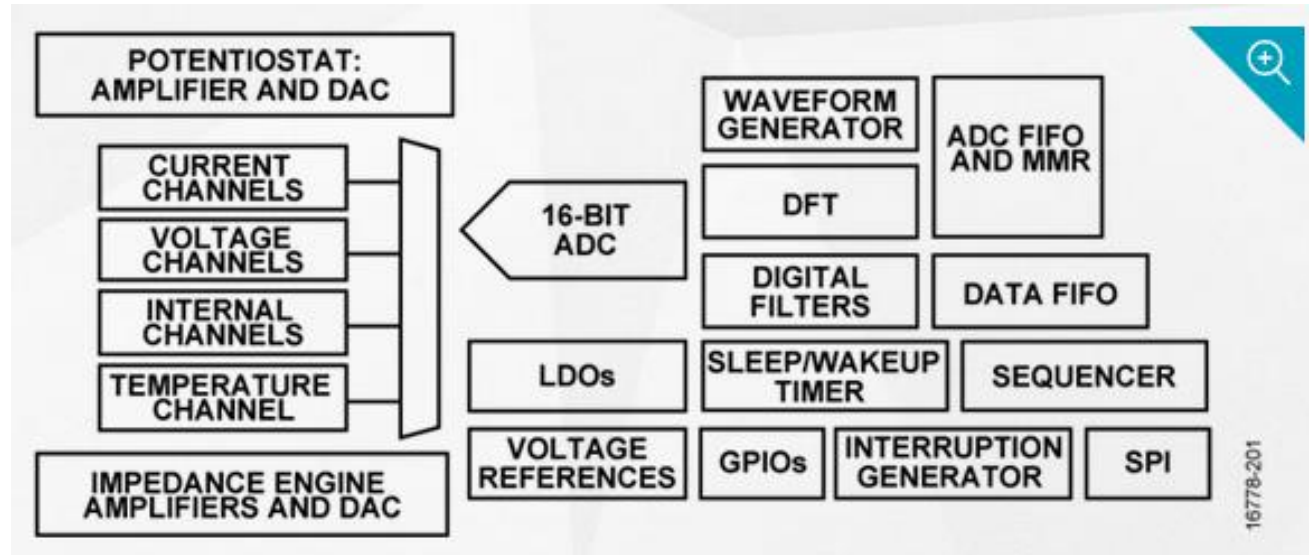 POTENTIOSTAT:
AMPLIFIER AND DAC
CURRENT
CHANNELS
VOLTAGE
CHANNELS
INTERNAL
CHANNELS
TEMPERATURE
CHANNEL
IMPEDANCE ENGINE
AMPLIFIERS AND DAC
16-BIT
ADC
WAVEFORM
GENERATOR
ADC FIFO
AND MMR
DFT
DIGITAL
FILTERS
DATA FIFO
LDOs
SLEEP/WAKEUP
TIMER
SEQUENCER
VOLTAGE
REFERENCES
GPIOs
INTERRUPTION
GENERATOR
SPI
16778-201